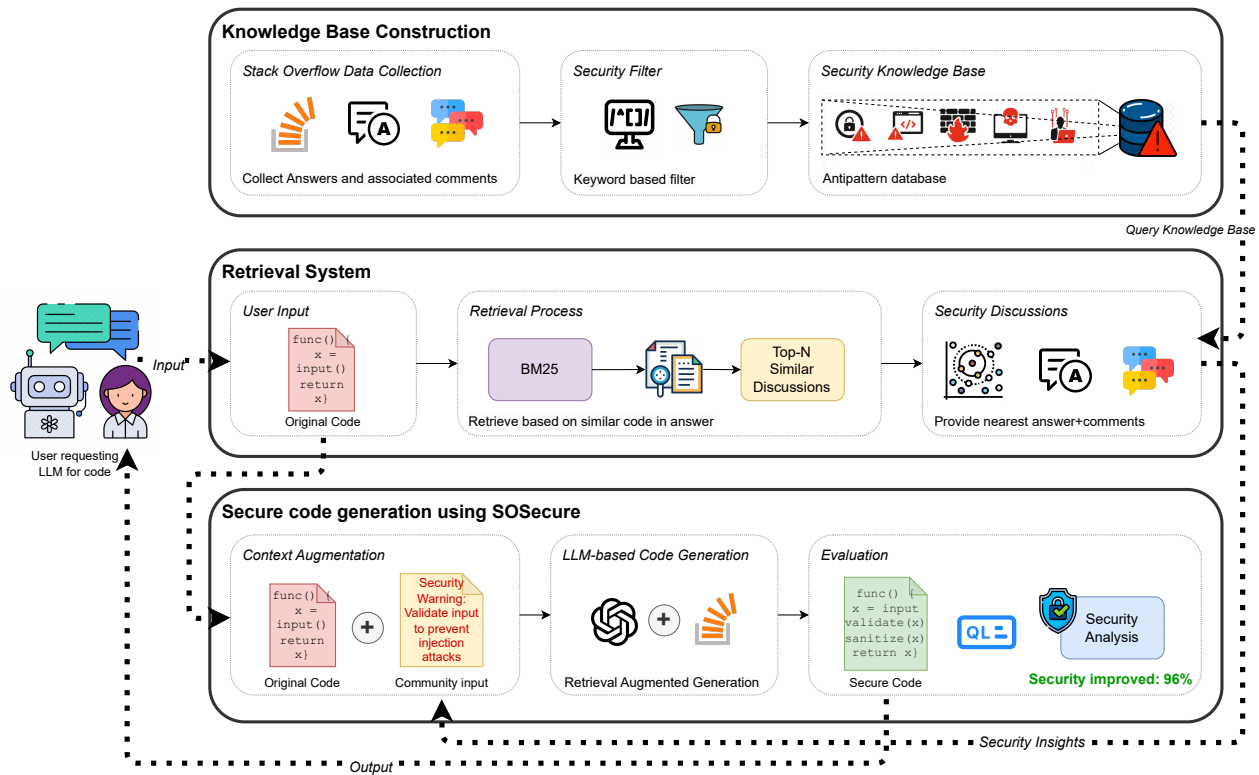 Knowledge Base Construction
Stack Overflow Data Collection
A
Collect Answers and associated comments
Security Filter
/*[]/
Keyword based filter
Security Knowledge Base
</>
Antipattern database
Query Knowledge Base
Retrieval System
User Input
func() {
x =
input()
return
x}
Original Code
Retrieval Process
BM25
Top-N
Similar
Discussions
Retrieve based on similar code in answer
Security Discussions
A
Provide nearest answer+comments
Input
User requesting
LLM for code
Secure code generation using SOSecure
Context Augmentation
func() {
x =
input()
return
x}
Original Code
+
Security
Warning:
Validate input
to prevent
injection
attacks
Community input
LLM-based Code Generation
+
Retrieval Augmented Generation
Evaluation
func() {
x = input
validate(x)
sanitize(x)
return x}
Secure Code
QL
Security
Analysis
Security improved: 96%
Security Insights
Output